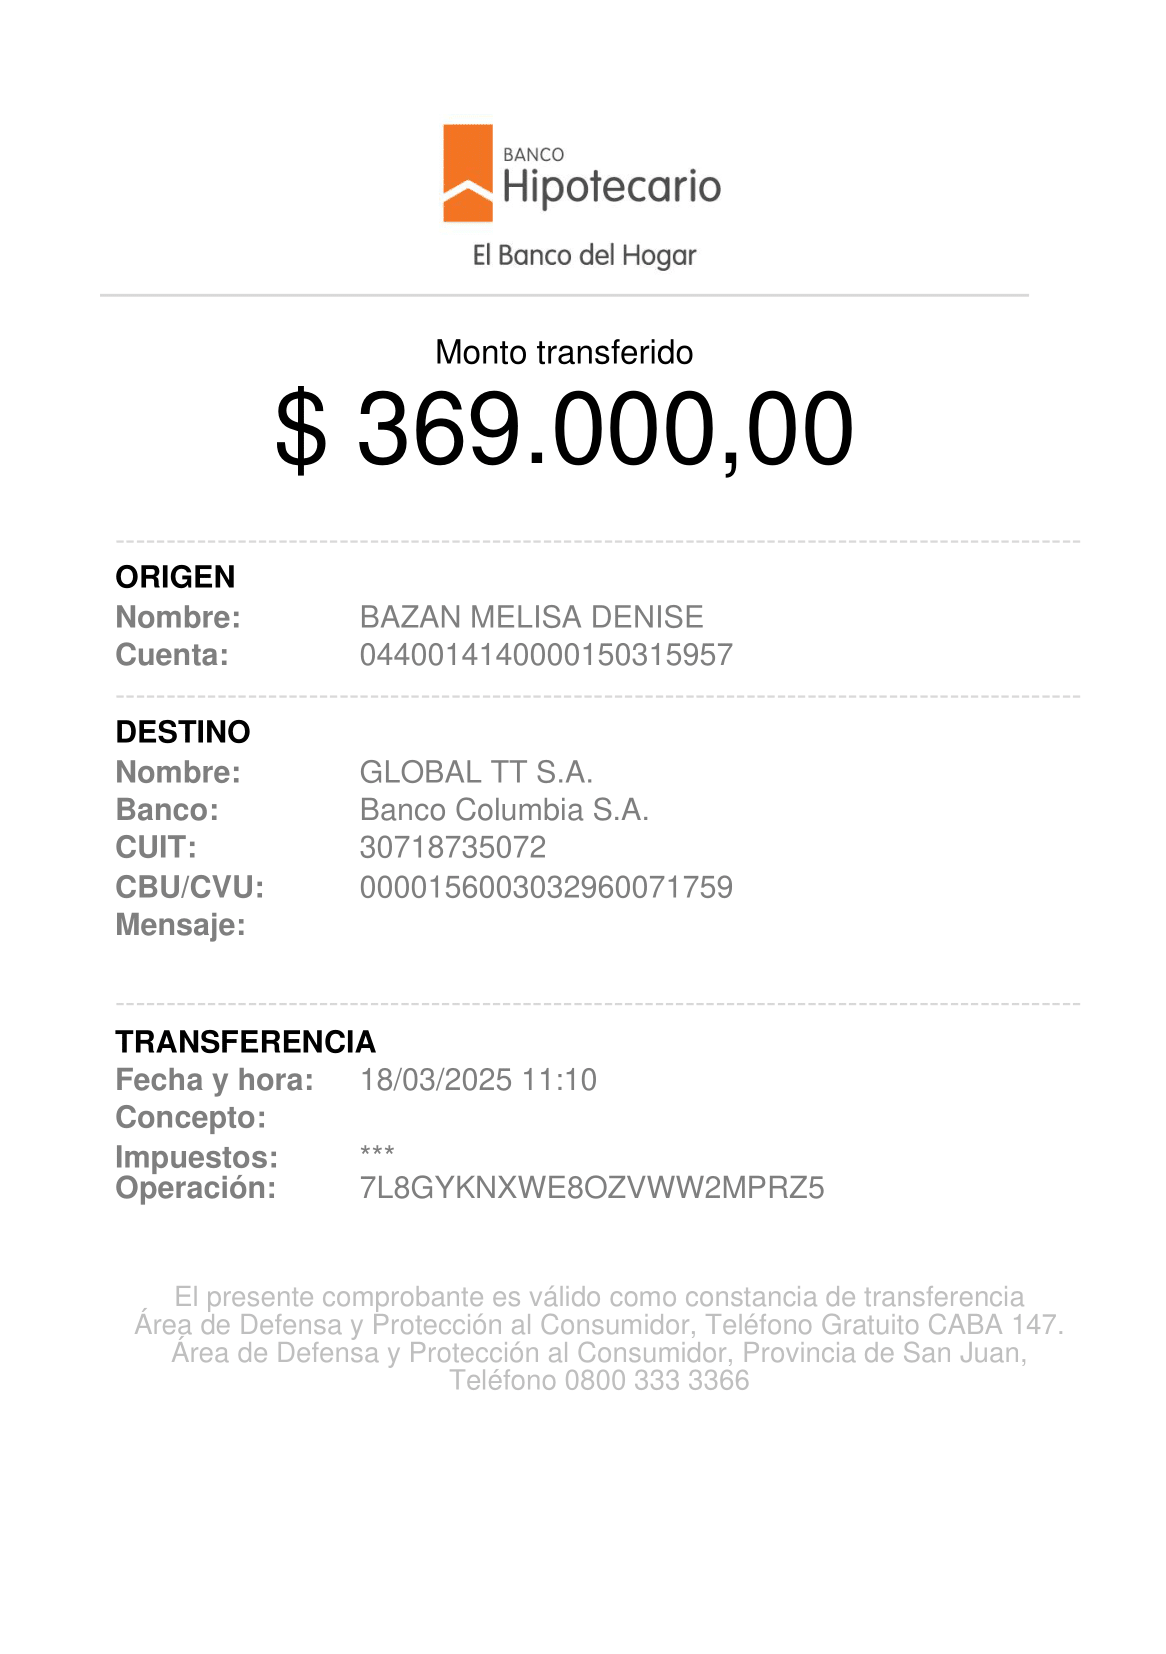 BANCO
Hipotecario
El Banco del Hogar
Monto transferido
$ 369.000,00
ORIGEN
Nombre: BAZAN MELISA DENISE
Cuenta: 0440014140000150315957
DESTINO
Nombre: GLOBAL TT S.A.
Banco: Banco Columbia S.A.
CUIT: 30718735072
CBU/CVU: 0000156003032960071759
Mensaje:
TRANSFERENCIA
Fecha y hora: 18/03/2025 11:10
Concepto:
Impuestos: ***
Operación: 7L8GYKNXWE8OZVWW2MPRZ5
El presente comprobante es válido como constancia de transferencia
Área de Defensa y Protección al Consumidor, Teléfono Gratuito CABA 147.
Área de Defensa y Protección al Consumidor, Provincia de San Juan,
Teléfono 0800 333 3366